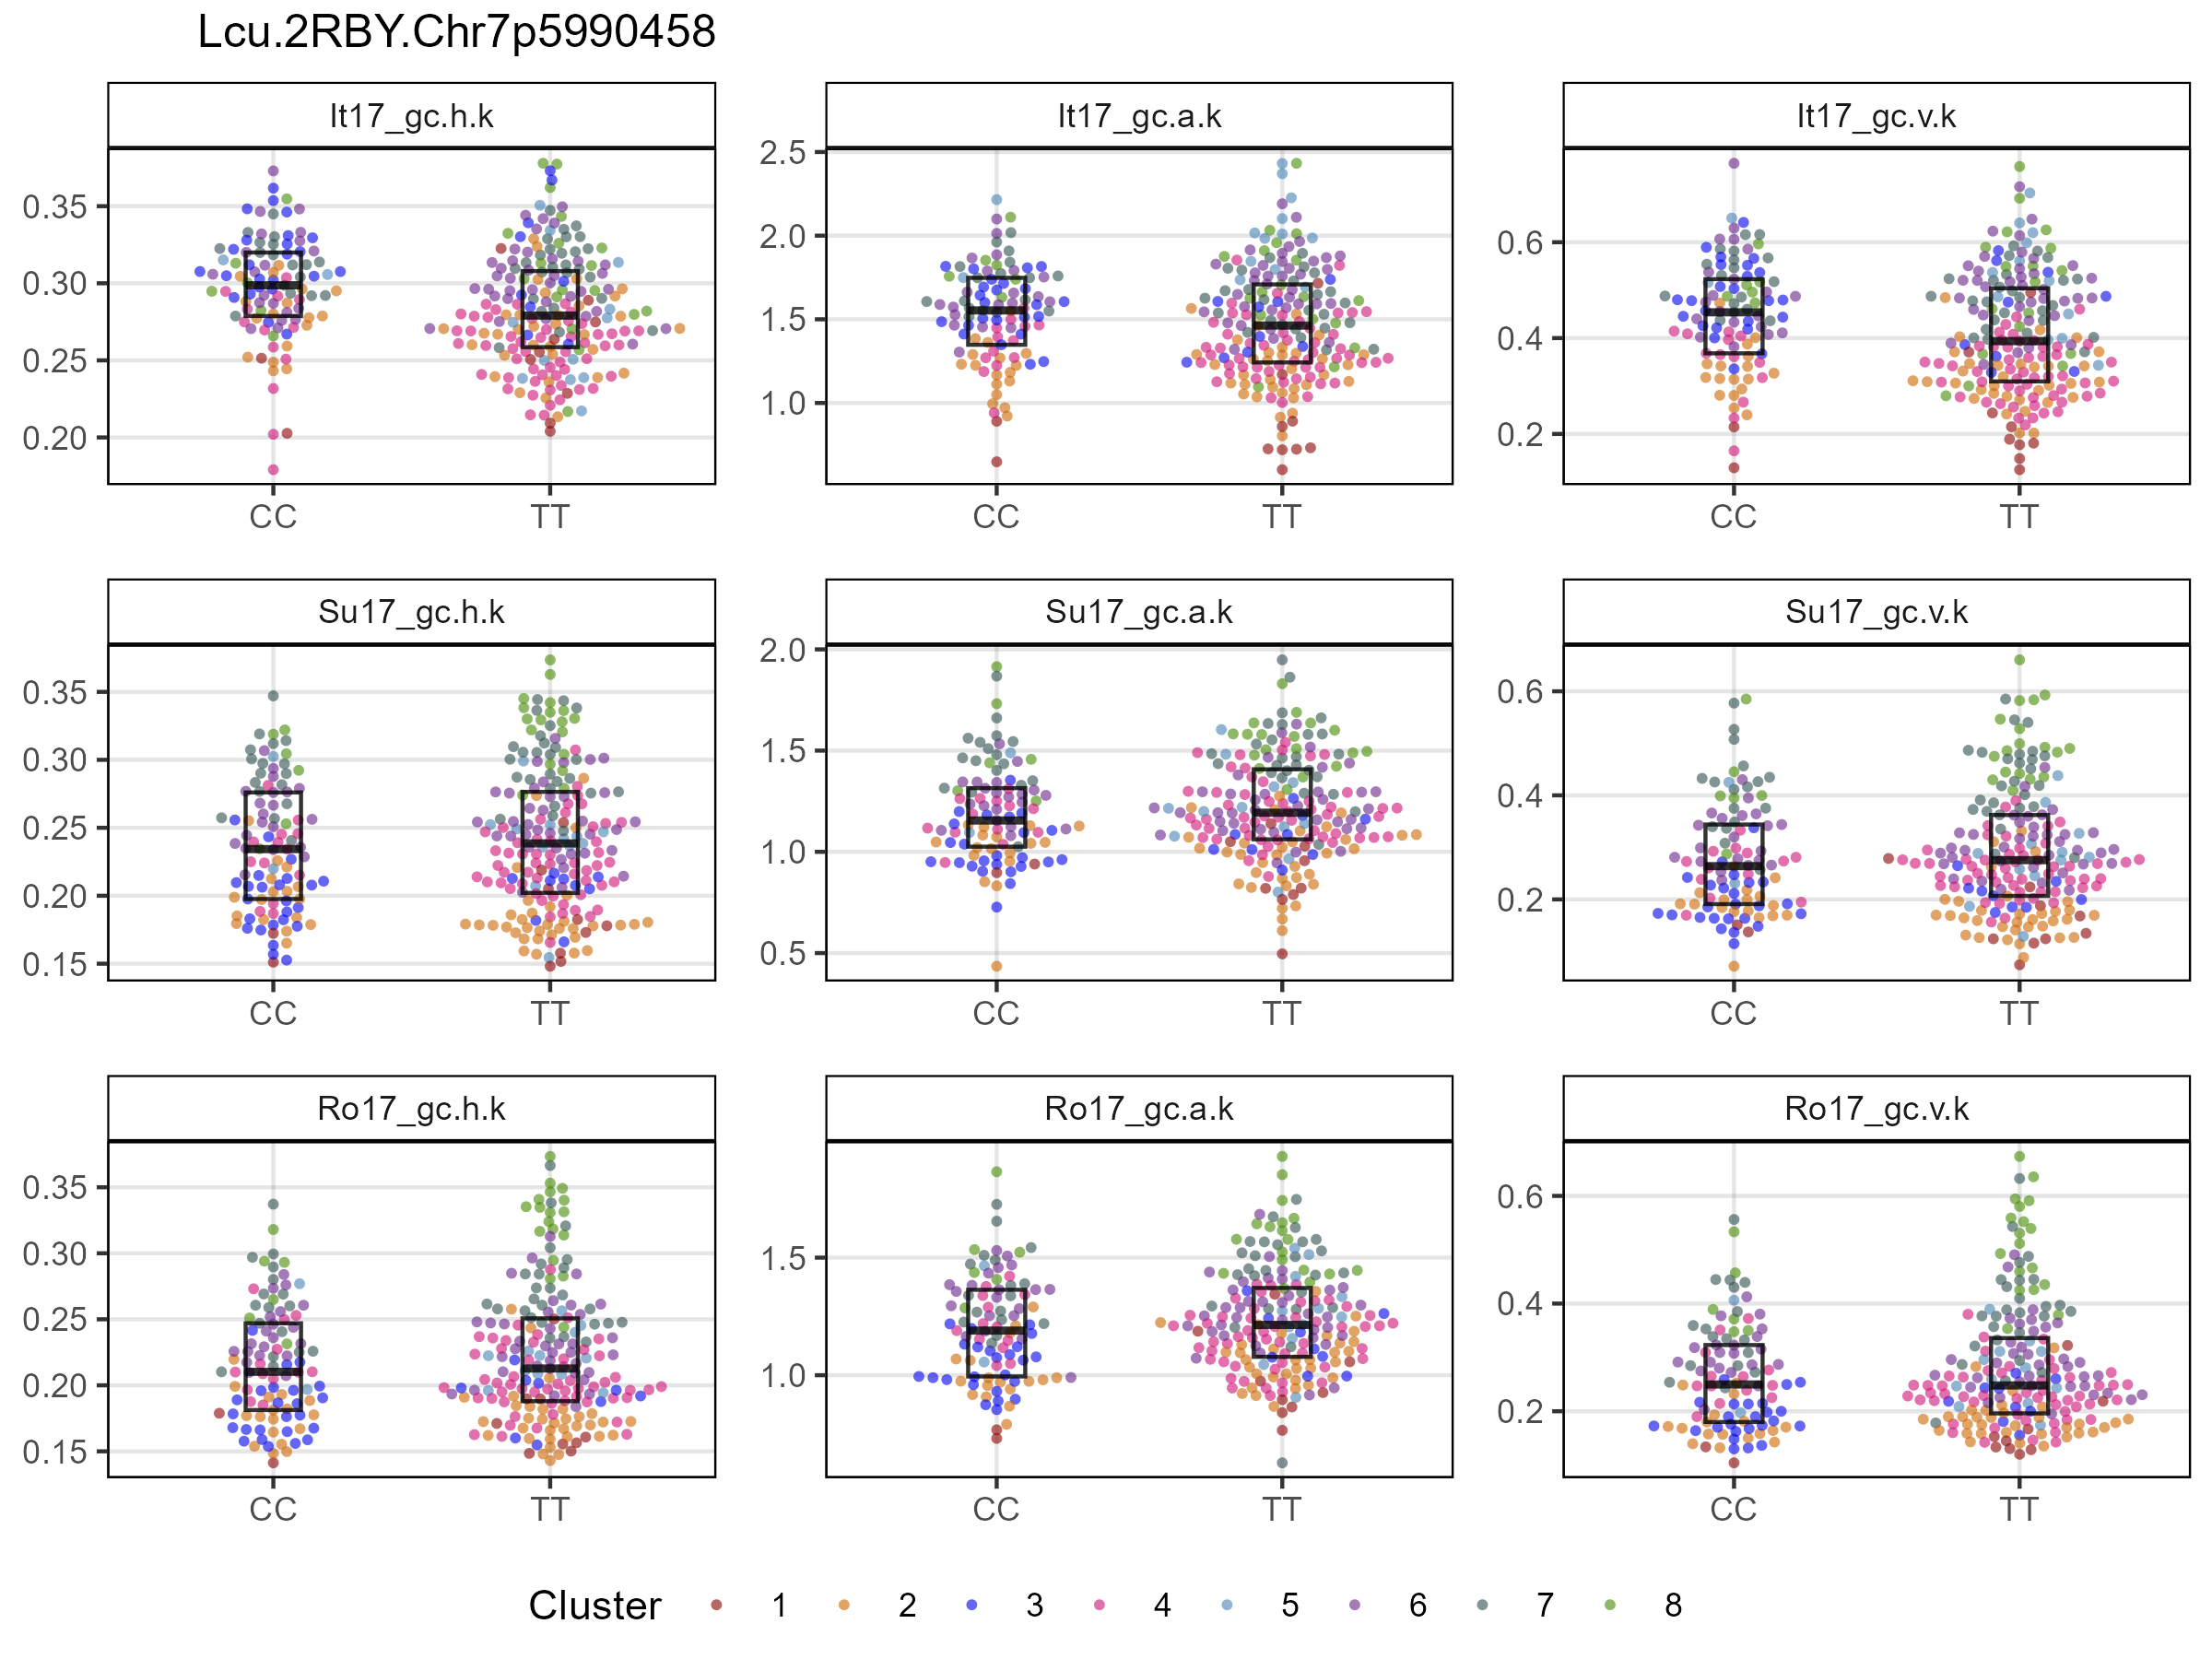 Lcu.2RBY.Chr7p5990458
It17_gc.h.k
It17_gc.a.k
It17_gc.v.k
0.35
0.30
0.25
0.20
CC
TT
2.5
2.0
1.5
1.0
CC
TT
0.6
0.4
0.2
CC
TT
Su17_gc.h.k
Su17_gc.a.k
Su17_gc.v.k
0.35
0.30
0.25
0.20
0.15
CC
TT
2.0
1.5
1.0
0.5
CC
TT
0.6
0.4
0.2
CC
TT
Ro17_gc.h.k
Ro17_gc.a.k
Ro17_gc.v.k
0.35
0.30
0.25
0.20
0.15
CC
TT
1.5
1.0
CC
TT
0.6
0.4
0.2
CC
TT
Cluster 1 2 3 4 5 6 7 8